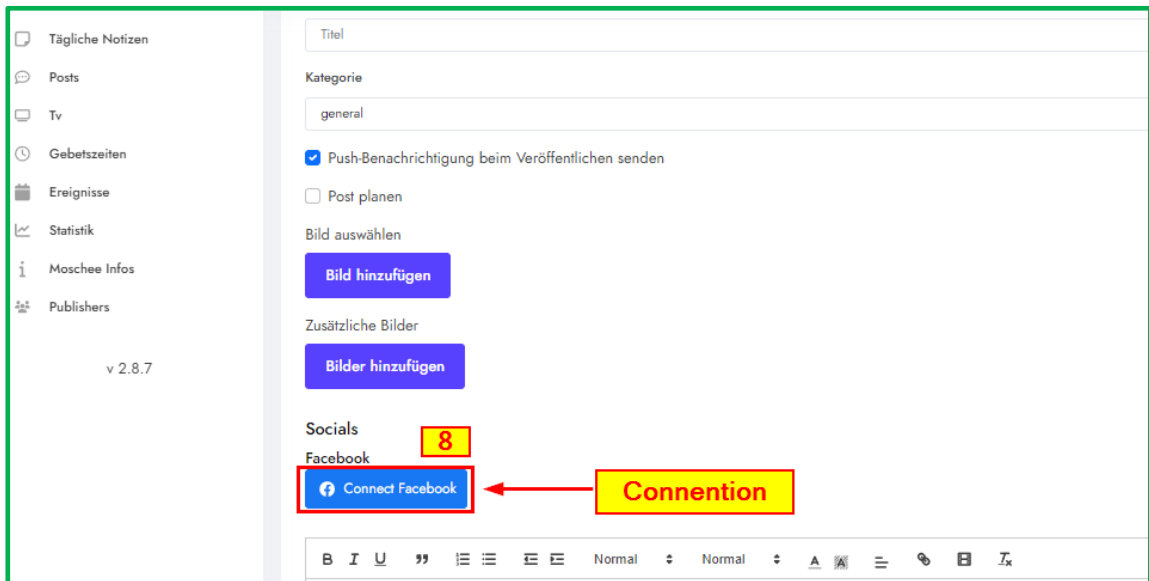 Tägliche Notizen
Posts
Tv
Gebetszeiten
Ereignisse
Statistik
Moschee Infos
Publishers
v 2.8.7
Titel
Kategorie
general
Push-Benachrichtigung beim Veröffentlichen senden
Post planen
Bild auswählen
Bild hinzufügen
Zusätzliche Bilder
Bilder hinzufügen
Socials
8
Facebook
Connect Facebook
Connention
B I U Normal Normal A A